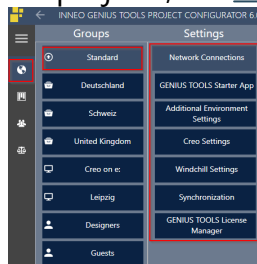 INNEO GENIUS TOOLS PROJECT CONFIGURATOR 6.0
Groups
Settings
Standard
Network Connections
Deutschland
GENIUS TOOLS Starter App
Schweiz
Additional Environment
Settings
United Kingdom
Creo Settings
Creo on e:
Windchill Settings
Leipzig
Synchronization
Designers
GENIUS TOOLS License
Manager
Guests